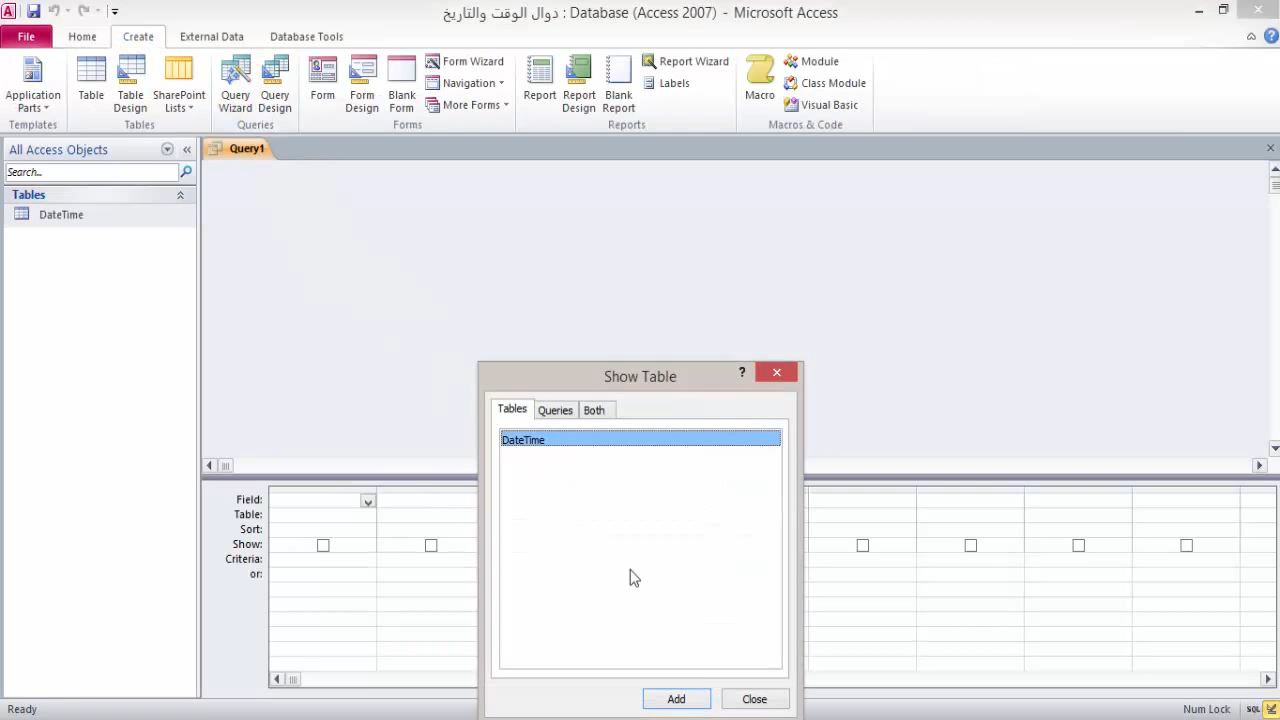 دوال الوقت والتاريخ : Database (Access 2007) - Microsoft Access
File Home Create External Data Database Tools
Application Parts
Templates
Table
Table Design
SharePoint Lists
Tables
Query Wizard
Query Design
Queries
Form
Form Design
Blank Form
Form Wizard
Navigation
More Forms
Forms
Report
Report Design
Blank Report
Report Wizard
Labels
Reports
Macro
Module
Class Module
Visual Basic
Macros & Code
All Access Objects
Search...
Tables
DateTime
Query1
Show Table
Tables Queries Both
DateTime
Add Close
Field:
Table:
Sort:
Show:
Criteria:
or:
Ready
Num Lock
SQL